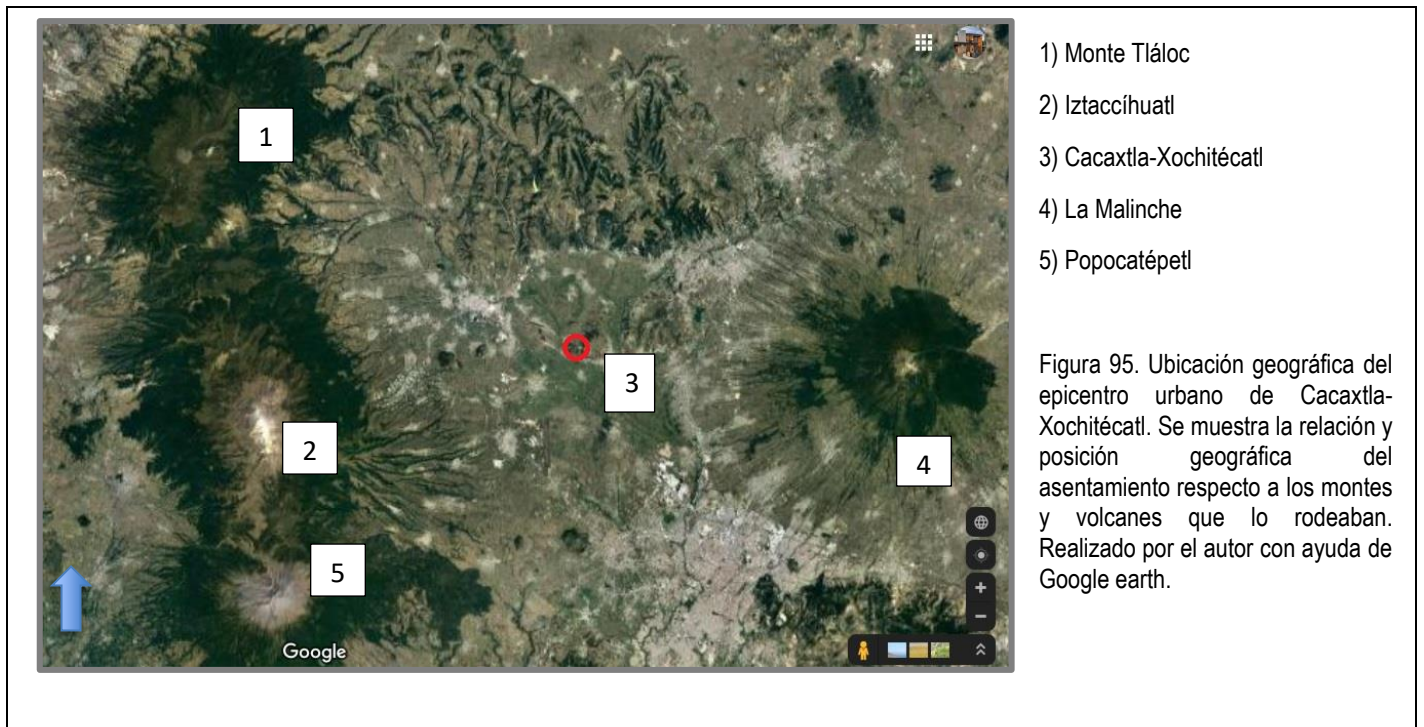 1
2
3
4
5
Google
1) Monte Tláloc
2) Iztaccíhuatl
3) Cacaxtla-Xochitécatl
4) La Malinche
5) Popocatépetl
Figura 95. Ubicación geográfica del
epicentro urbano de Cacaxtla-
Xochitécatl. Se muestra la relación y
posición geográfica del
asentamiento respecto a los montes
y volcanes que lo rodeaban.
Realizado por el autor con ayuda de
Google earth.